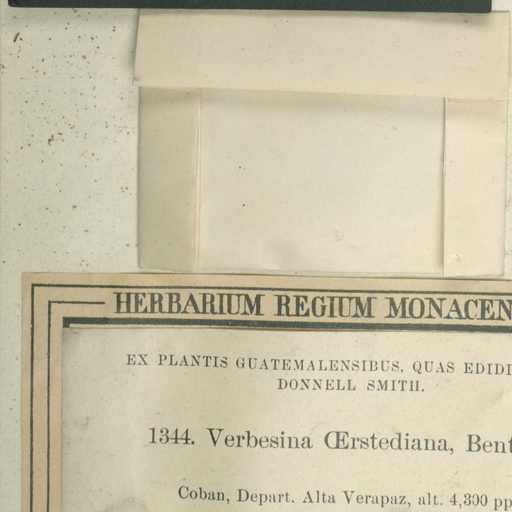 HERBARIUM REGIUM MONACEN
EX PLANTIS GUATEMALENSIBUS, QUAS EDIDI
DONNELL SMITH.
1344. Verbesina Œrstediana, Bent
Coban, Depart. Alta Verapaz, alt. 4,300 pp